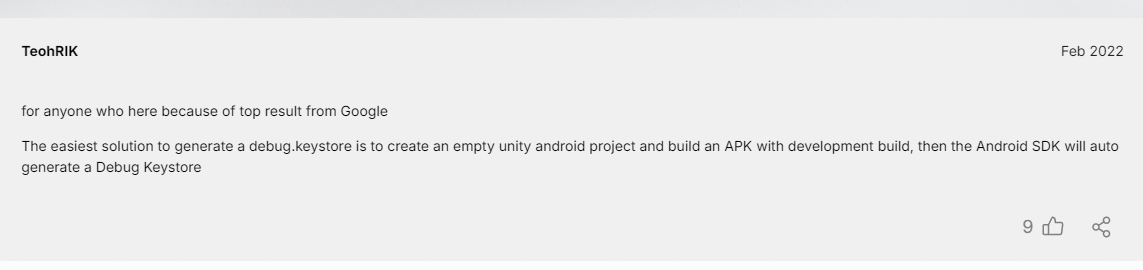 TeohRIK
Feb 2022
for anyone who here because of top result from Google
The easiest solution to generate a debug.keystore is to create an empty unity android project and build an APK with development build, then the Android SDK will auto
generate a Debug Keystore
9